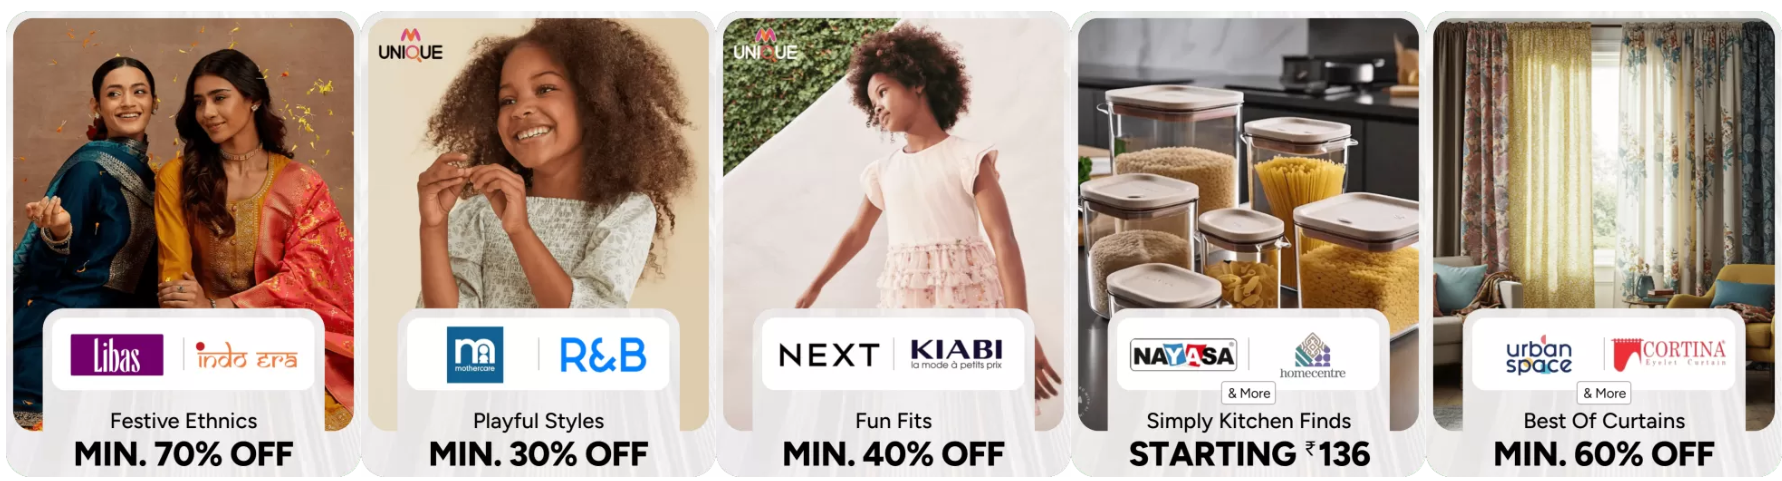 Libas
indo era
Festive Ethnics
MIN. 70% OFF
M
UNIQUE
mothercare
R&B
Playful Styles
MIN. 30% OFF
M
UNIQUE
NEXT
KIABI
la mode à petits prix
Fun Fits
MIN. 40% OFF
NAYASA®
homecentre
& More
Simply Kitchen Finds
STARTING ₹136
urban
space
CORTINA
Eyelet Curtain
& More
Best Of Curtains
MIN. 60% OFF